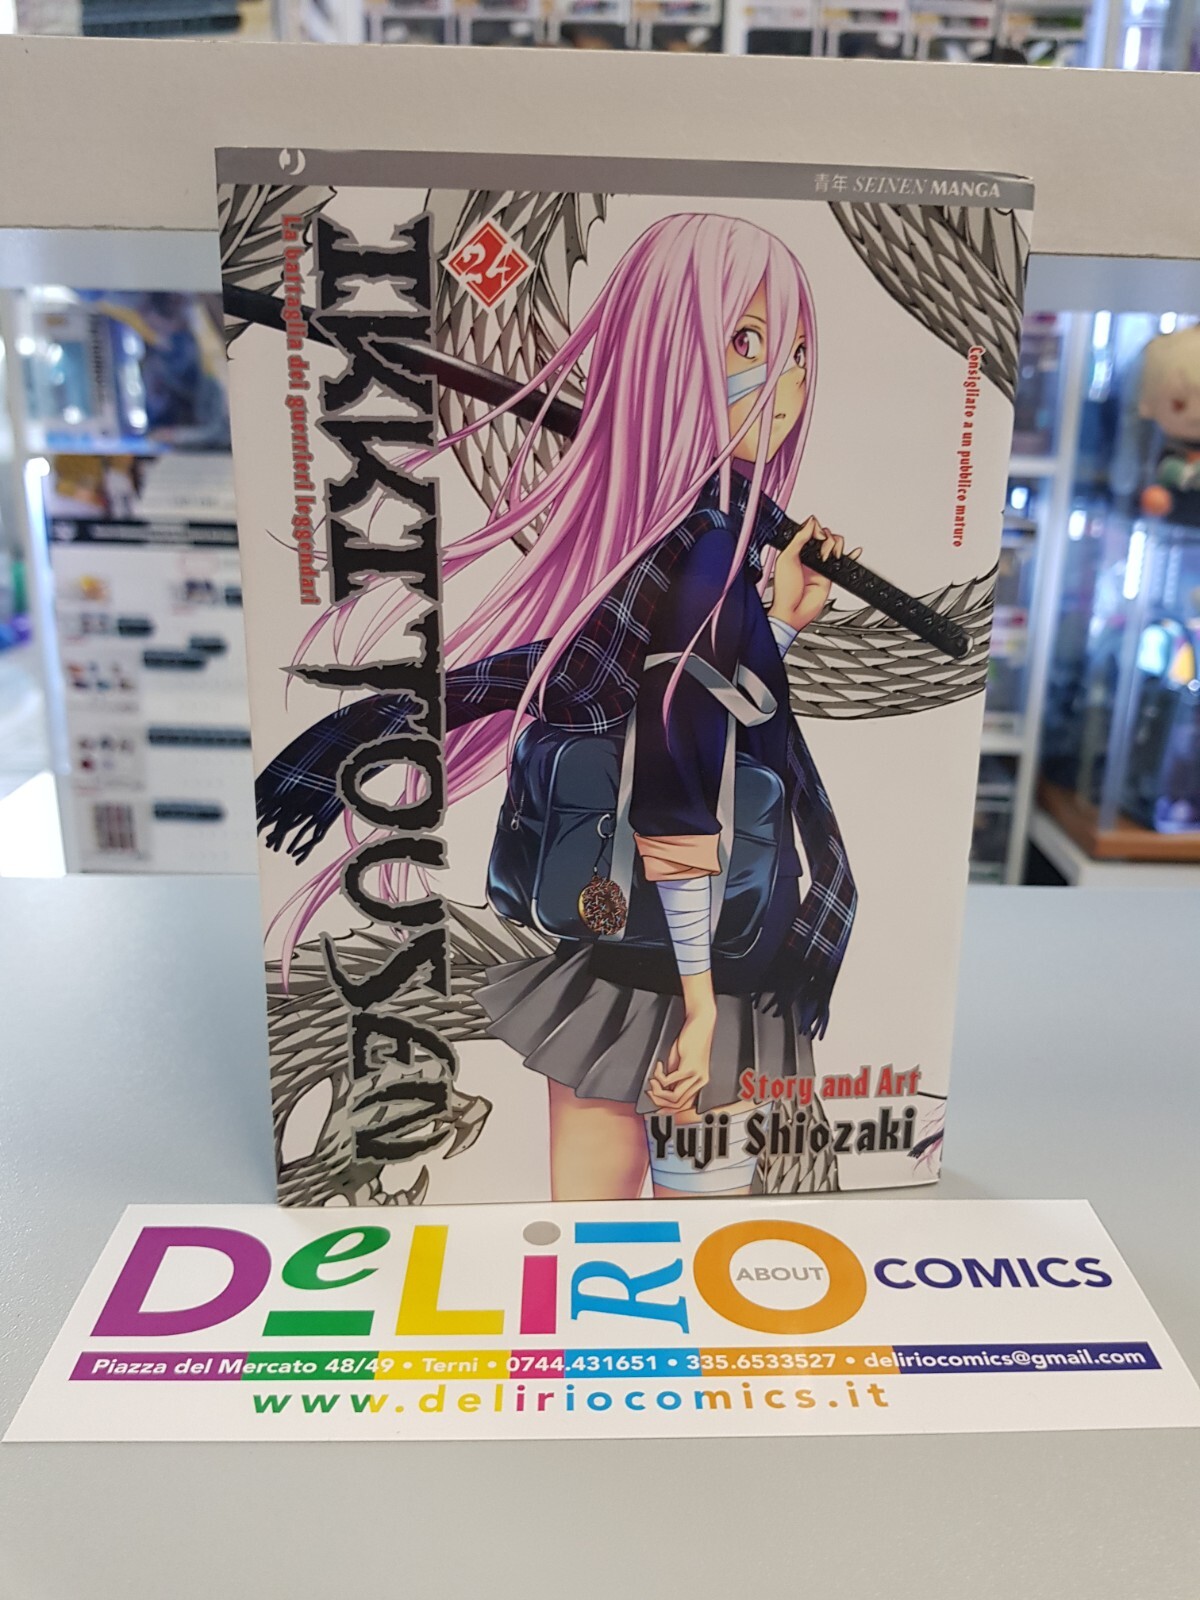 青年 SEINEN MANGA
24
IKKITOUSEN
La battaglia dei guerrieri leggendari
Consigliato a un pubblico maturo
Story and Art
Yuji Shiozaki
DeLiRIO ABOUT COMICS
Piazza del Mercato 48/49 • Terni • 0744.431651 • 335.6533527 • deliriocomics@gmail.com
www.deliriocomics.it